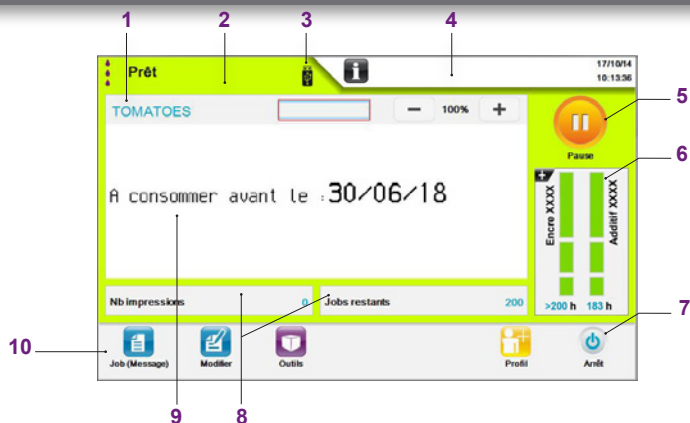 1 2 3 4
Prêt
17/10/14
10:13:36
TOMATOES
− 100% +
5
Pause
6
A consommer avant le : 30/06/18
Encre XXXX
Additif XXXX
Nb impressions 0
Jobs restants 200
>200 h 183 h
7
10
Job (Message)
Modifier
Outils
Profil
Arrêt
9 8